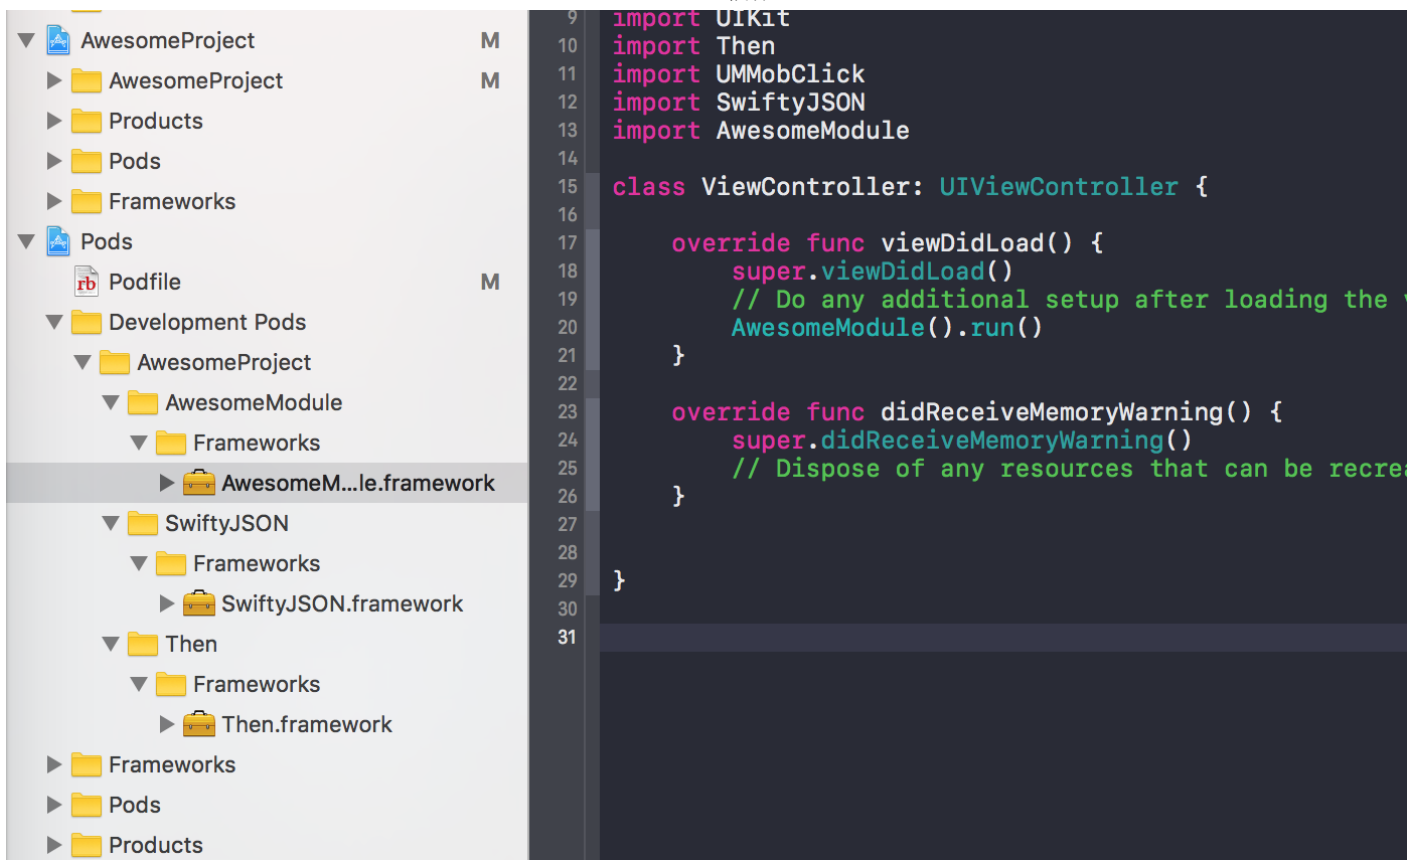 AwesomeProject M
AwesomeProject M
Products
Pods
Frameworks
Pods
rb Podfile M
Development Pods
AwesomeProject
AwesomeModule
Frameworks
AwesomeM...le.framework
SwiftyJSON
Frameworks
SwiftyJSON.framework
Then
Frameworks
Then.framework
Frameworks
Pods
Products
9 import UIKit
10 import Then
11 import UMMobClick
12 import SwiftyJSON
13 import AwesomeModule
14
15 class ViewController: UIViewController {
16
17 override func viewDidLoad() {
18 super.viewDidLoad()
19 // Do any additional setup after loading the
20 AwesomeModule().run()
21 }
22
23 override func didReceiveMemoryWarning() {
24 super.didReceiveMemoryWarning()
25 // Dispose of any resources that can be recrea
26 }
27
28
29 }
30
31